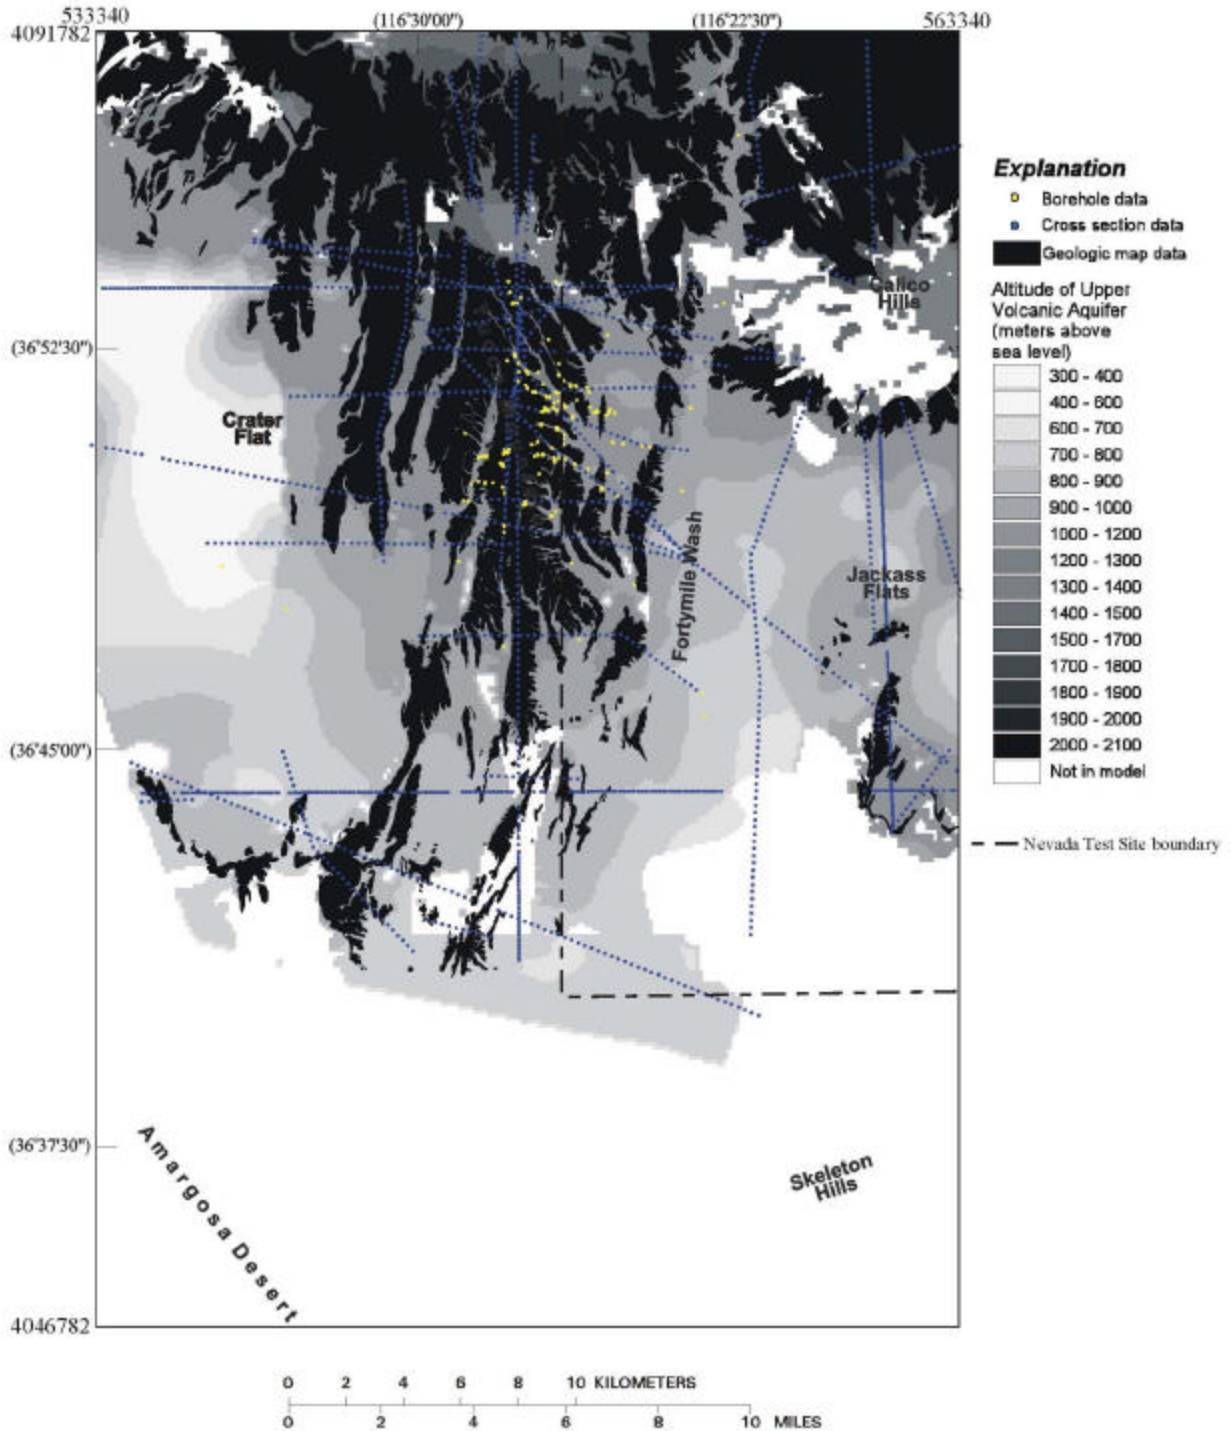 533340
(116°30'00")
(116°22'30")
563340
4091782
Explanation
Borehole data
Cross section data
Geologic map data
Calico
Hills
Altitude of Upper
Volcanic Aquifer
(meters above
sea level)
(36°52'30")
300 - 400
400 - 600
600 - 700
700 - 800
800 - 900
900 - 1000
1000 - 1200
1200 - 1300
1300 - 1400
1400 - 1500
1500 - 1700
1700 - 1800
1800 - 1900
1900 - 2000
2000 - 2100
Not in model
Crater
Flat
Fortymile Wash
Jackass
Flats
(36°45'00")
Nevada Test Site boundary
(36°37'30")
Amargosa Desert
Skeleton
Hills
4046782
0 2 4 6 8 10 KILOMETERS
0 2 4 6 8 10 MILES